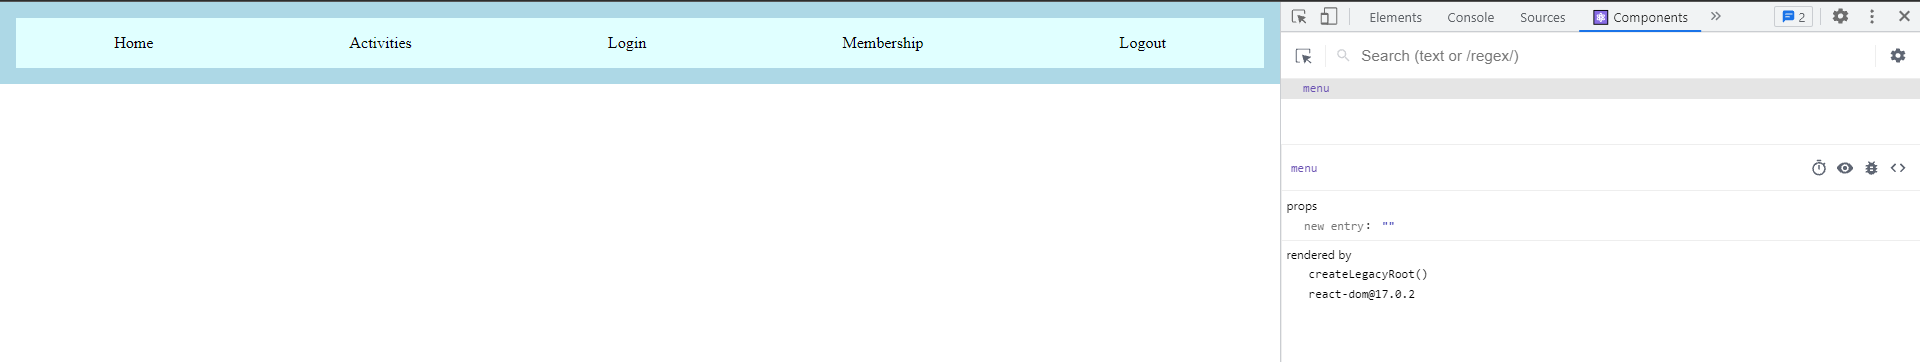 Home Activities Login Membership Logout
Elements Console Sources Components » 2
Search (text or /regex/)
menu
menu
props
new entry: ""
rendered by
createLegacyRoot()
react-dom@17.0.2